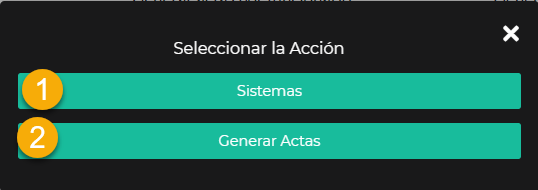 Seleccionar la Acción
1 Sistemas
2 Generar Actas